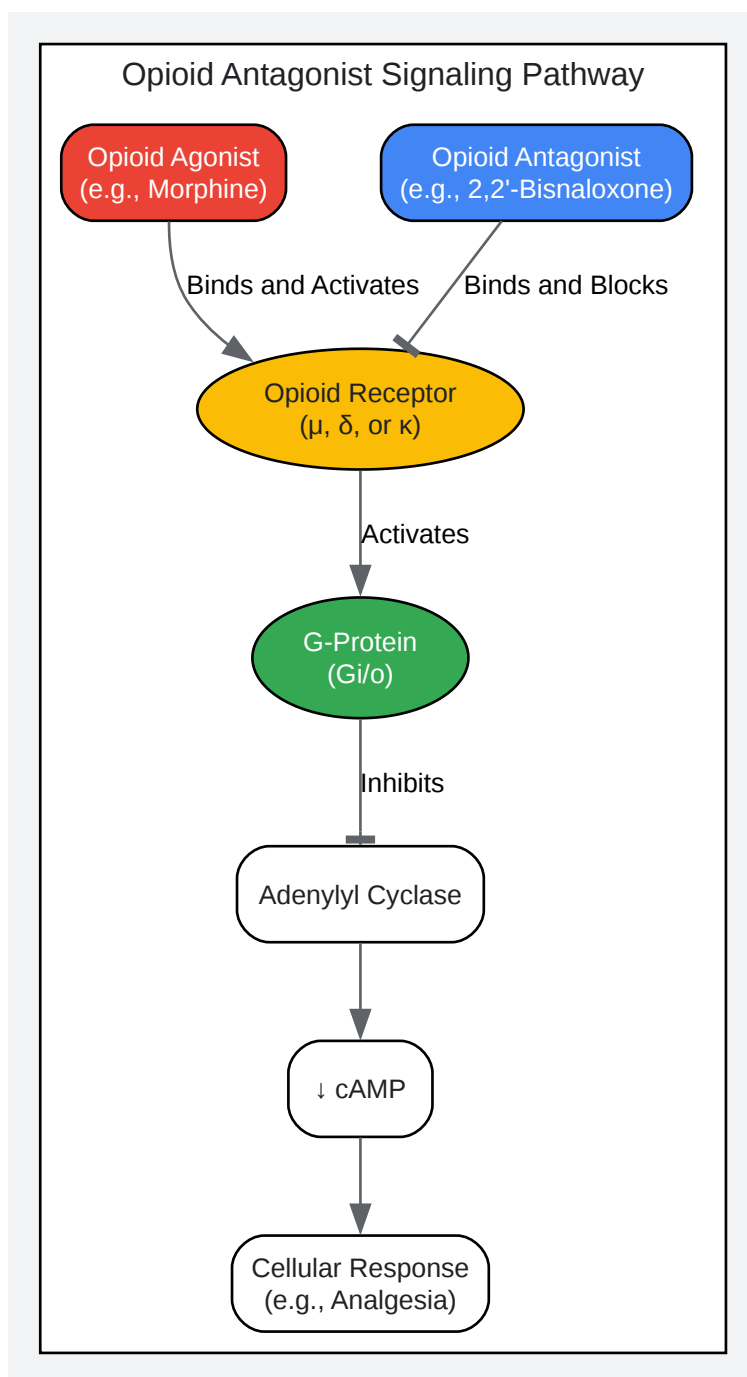 Opioid Antagonist Signaling Pathway
Opioid Agonist
(e.g., Morphine)
Opioid Antagonist
(e.g., 2,2'-Bisnaloxone)
Binds and Activates
Binds and Blocks
Opioid Receptor
(μ, δ, or κ)
Activates
G-Protein
(Gi/o)
Inhibits
Adenylyl Cyclase
↓ cAMP
Cellular Response
(e.g., Analgesia)